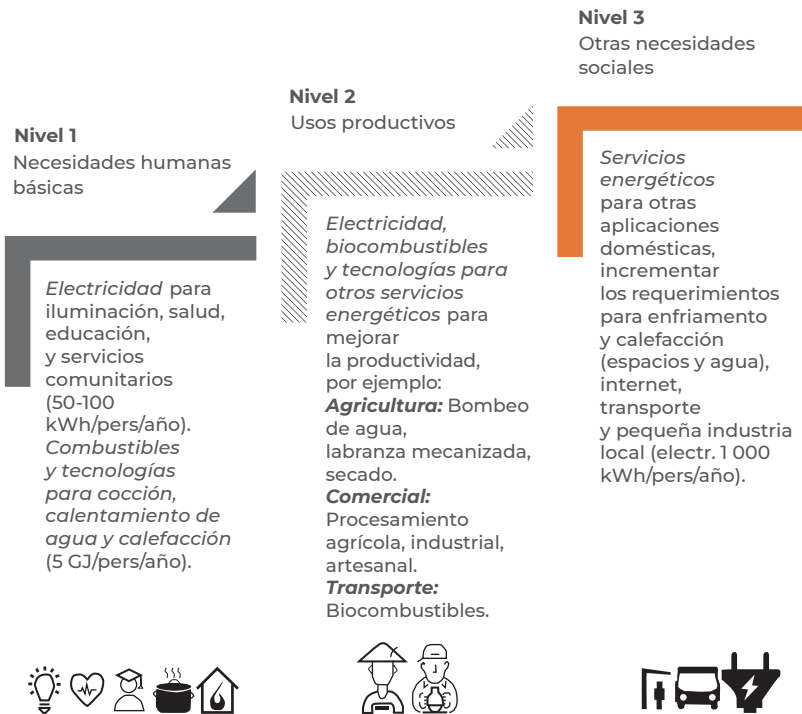 Nivel 1
Necesidades humanas
básicas
Electricidad para
iluminación, salud,
educación,
y servicios
comunitarios
(50-100
kWh/pers/año).
Combustibles
y tecnologías
para cocción,
calentamiento de
agua y calefacción
(5 GJ/pers/año).
Nivel 2
Usos productivos
Electricidad,
biocombustibles
y tecnologías para
otros servicios
energéticos para
mejorar
la productividad,
por ejemplo:
Agricultura: Bombeo
de agua,
labranza mecanizada,
secado.
Comercial:
Procesamiento
agrícola, industrial,
artesanal.
Transporte:
Biocombustibles.
Nivel 3
Otras necesidades
sociales
Servicios
energéticos
para otras
aplicaciones
domésticas,
incrementar
los requerimientos
para enfriamento
y calefacción
(espacios y agua),
internet,
transporte
y pequeña industria
local (electr. 1 000
kWh/pers/año).